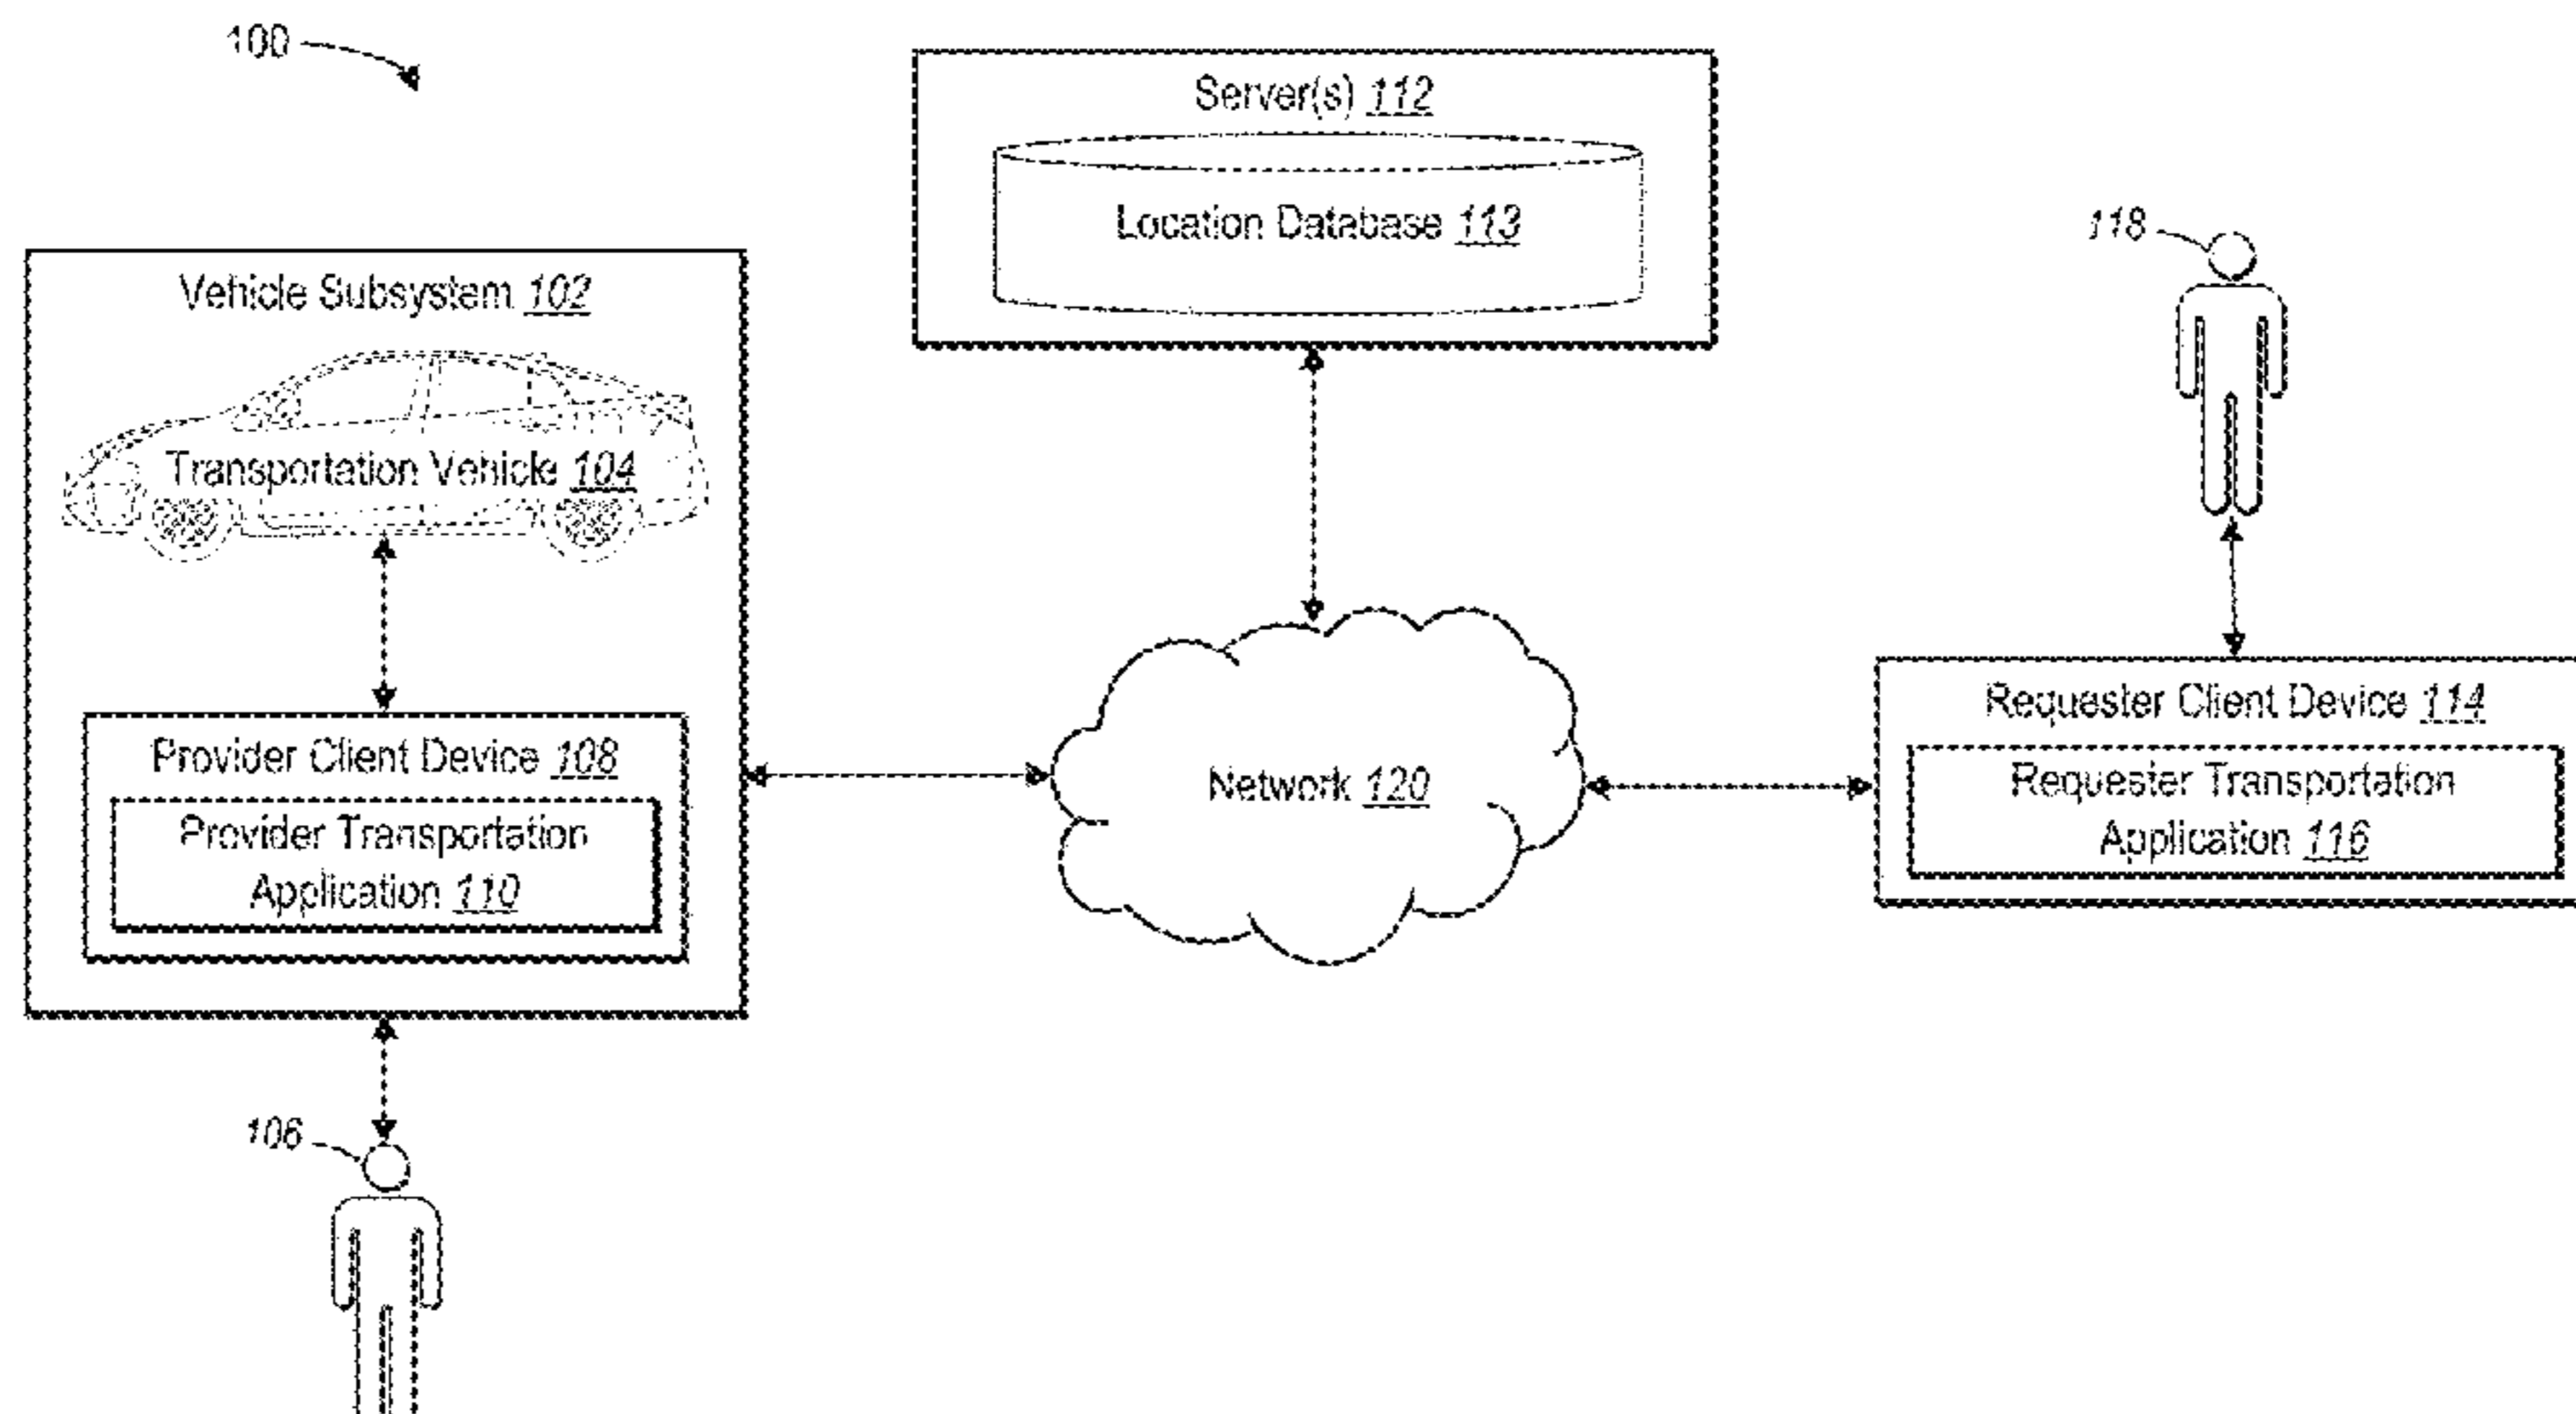 100
Server(s) 112
Location Database 113
118
Vehicle Subsystem 102
Transportation Vehicle 104
Requester Client Device 114
Requester Transportation
Application 116
Provider Client Device 108
Provider Transportation
Application 110
Network 120
106